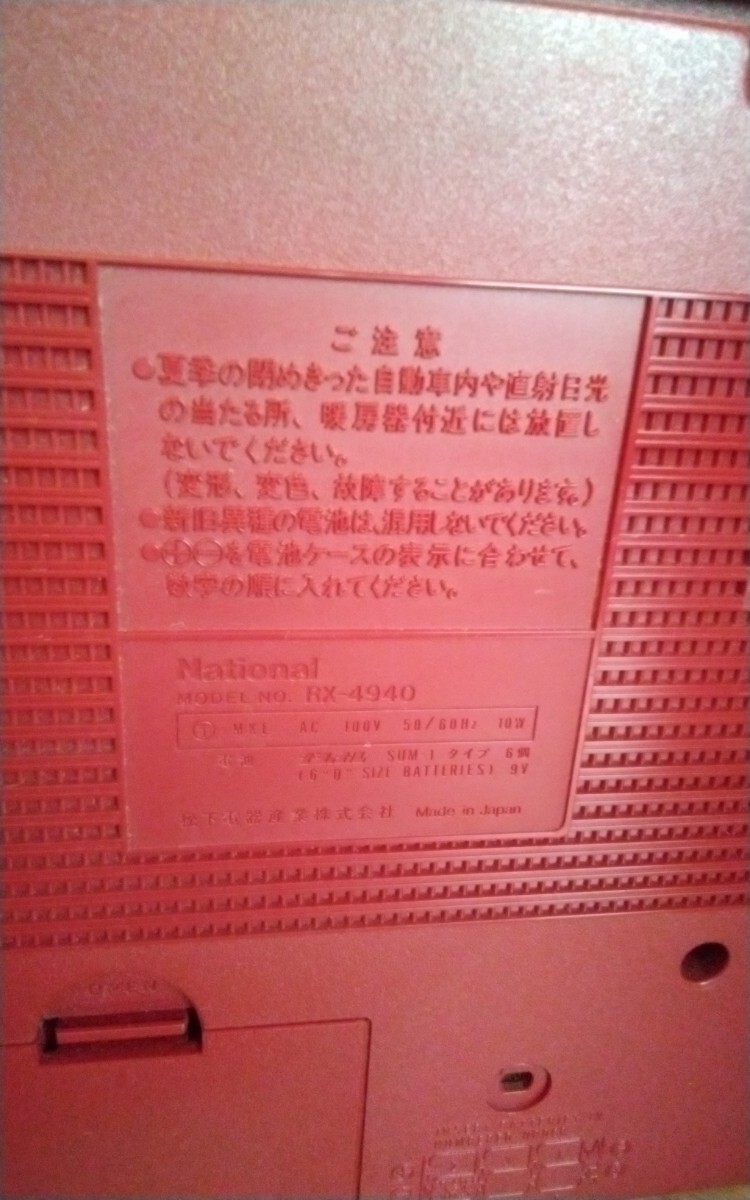 ご注意
●夏季の閉めきった自動車内や直射日光
の当たる所、暖房器付近には放置し
ないでください。
(変形、変色、故障することがあります。)
●新旧異種の電池は、混用しないでください。
●⊕⊖を電池ケースの表示に合わせて、
数字の順に入れてください。
National
MODEL NO. RX-4940
AC 100V 50/60Hz 10W
電池 SUM-1 タイプ 6個
(6-"D" SIZE BATTERIES) 9V
松下電器産業株式会社 Made in Japan
OPEN